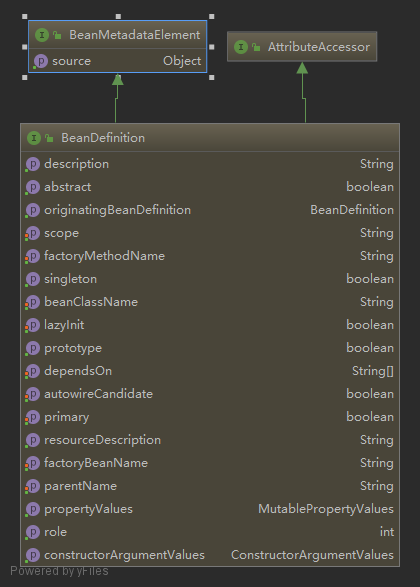 BeanMetadataElement
source Object
AttributeAccessor
BeanDefinition
description String
abstract boolean
originatingBeanDefinition BeanDefinition
scope String
factoryMethodName String
singleton boolean
beanClassName String
lazyInit boolean
prototype boolean
dependsOn String[]
autowireCandidate boolean
primary boolean
resourceDescription String
factoryBeanName String
parentName String
propertyValues MutablePropertyValues
role int
constructorArgumentValues ConstructorArgumentValues
Powered by yFiles